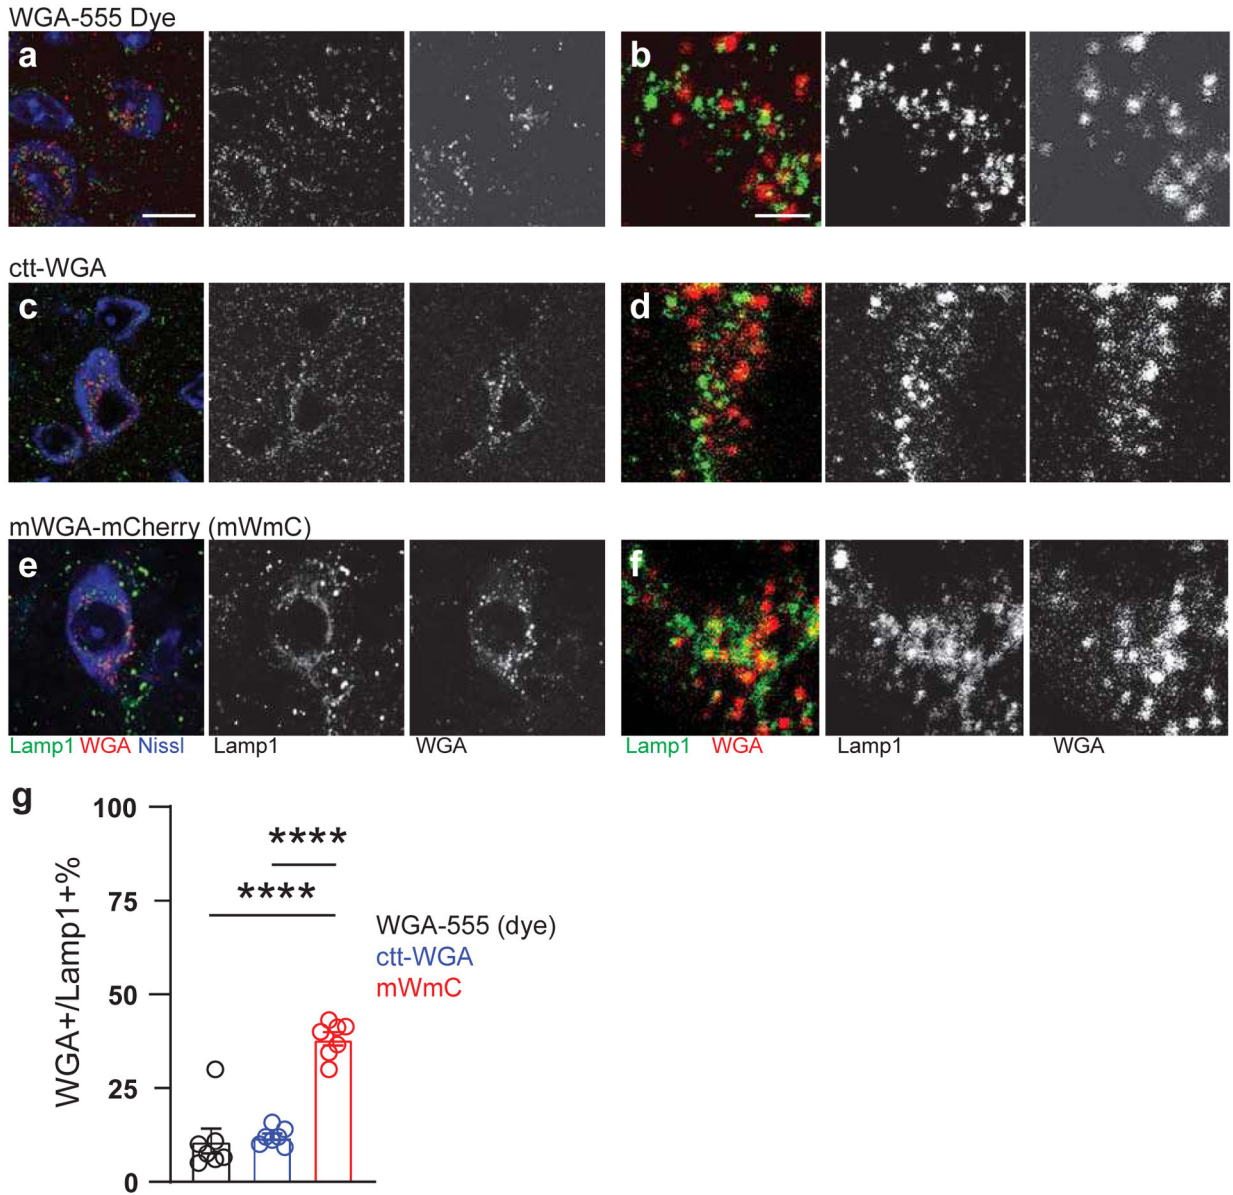 WGA-555 Dye
a
b
ctt-WGA
c
d
mWGA-mCherry (mWmC)
e
f
Lamp1 WGA Nissl Lamp1 WGA Lamp1 WGA Lamp1 WGA
g
100
75
50
25
0
WGA+/Lamp1+%
****
****
WGA-555 (dye)
ctt-WGA
mWmC